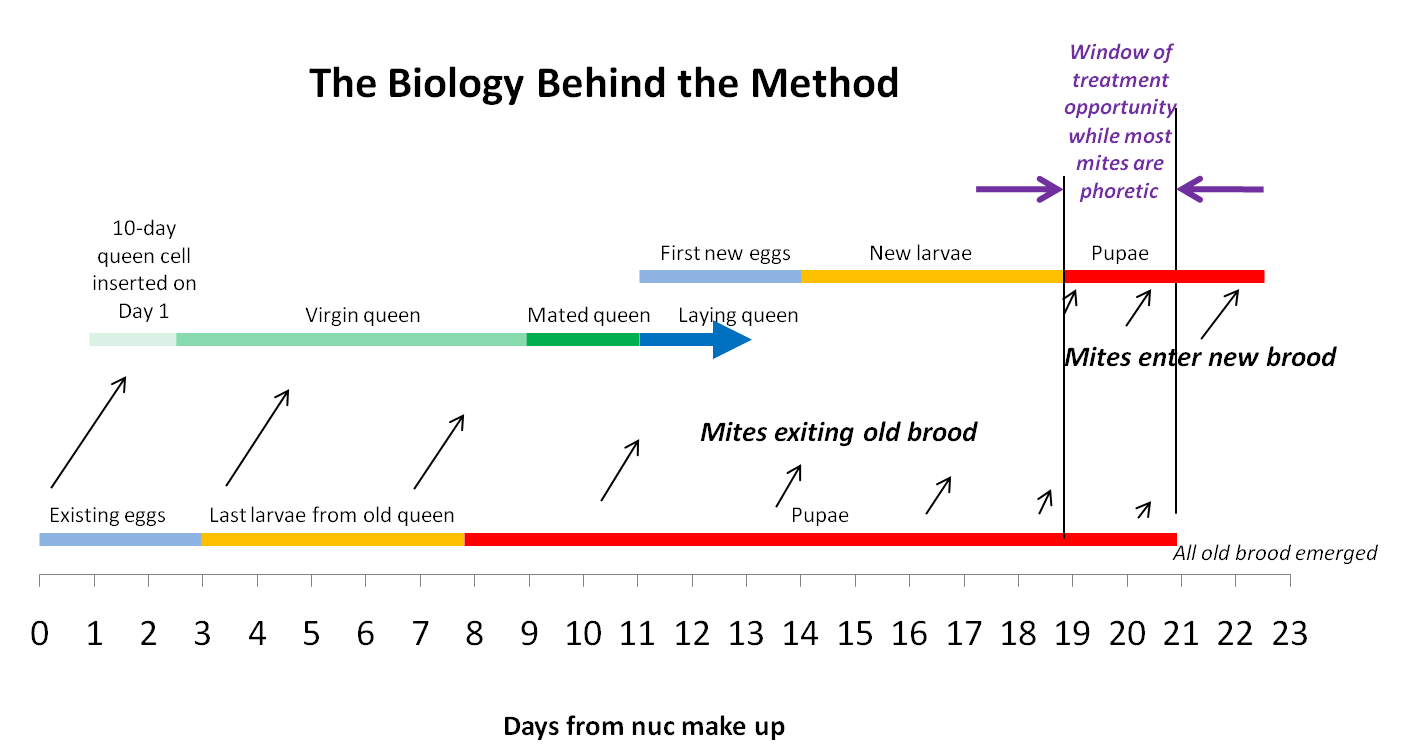 The Biology Behind the Method
Window of
treatment
opportunity
while most
mites are
phoretic
10-day
queen cell
inserted on
Day 1
First new eggs
New larvae
Pupae
Virgin queen
Mated queen
Laying queen
Mites enter new brood
Mites exiting old brood
Existing eggs
Last larvae from old queen
Pupae
All old brood emerged
0 1 2 3 4 5 6 7 8 9 10 11 12 13 14 15 16 17 18 19 20 21 22 23
Days from nuc make up